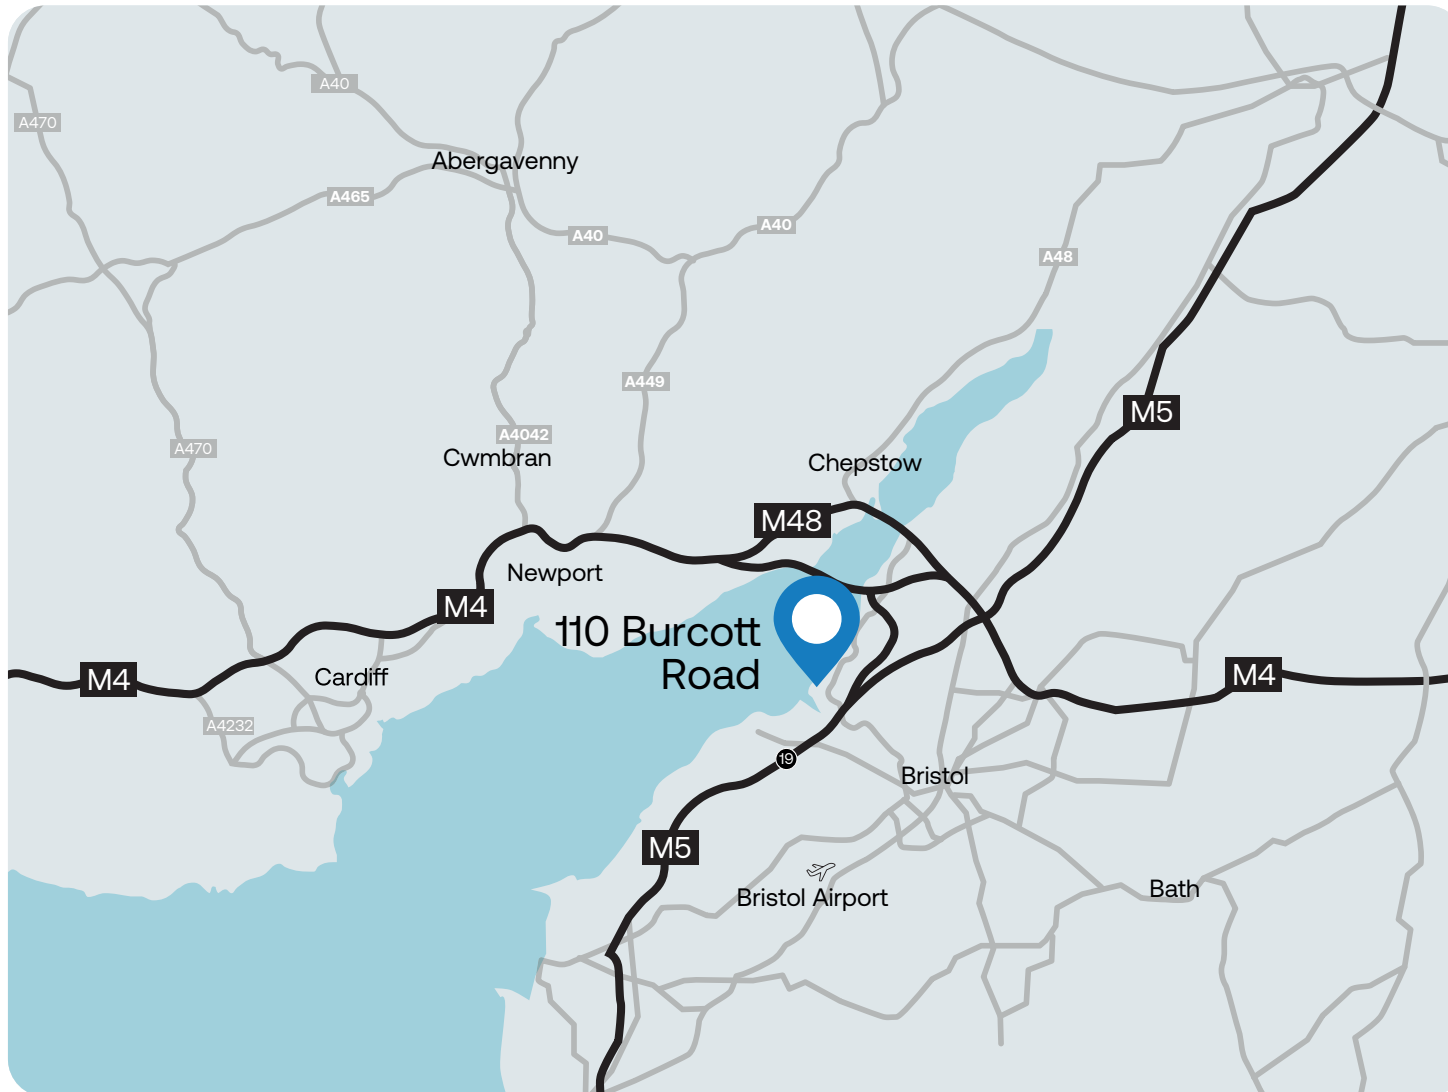 A40
A470
Abergavenny
A465
A40
A40
A48
A449
M5
A4042
A470
Cwmbran
Chepstow
M48
Newport
M4
110 Burcott
Road
Cardiff
M4
M4
A4232
19
Bristol
M5
Bristol Airport
Bath